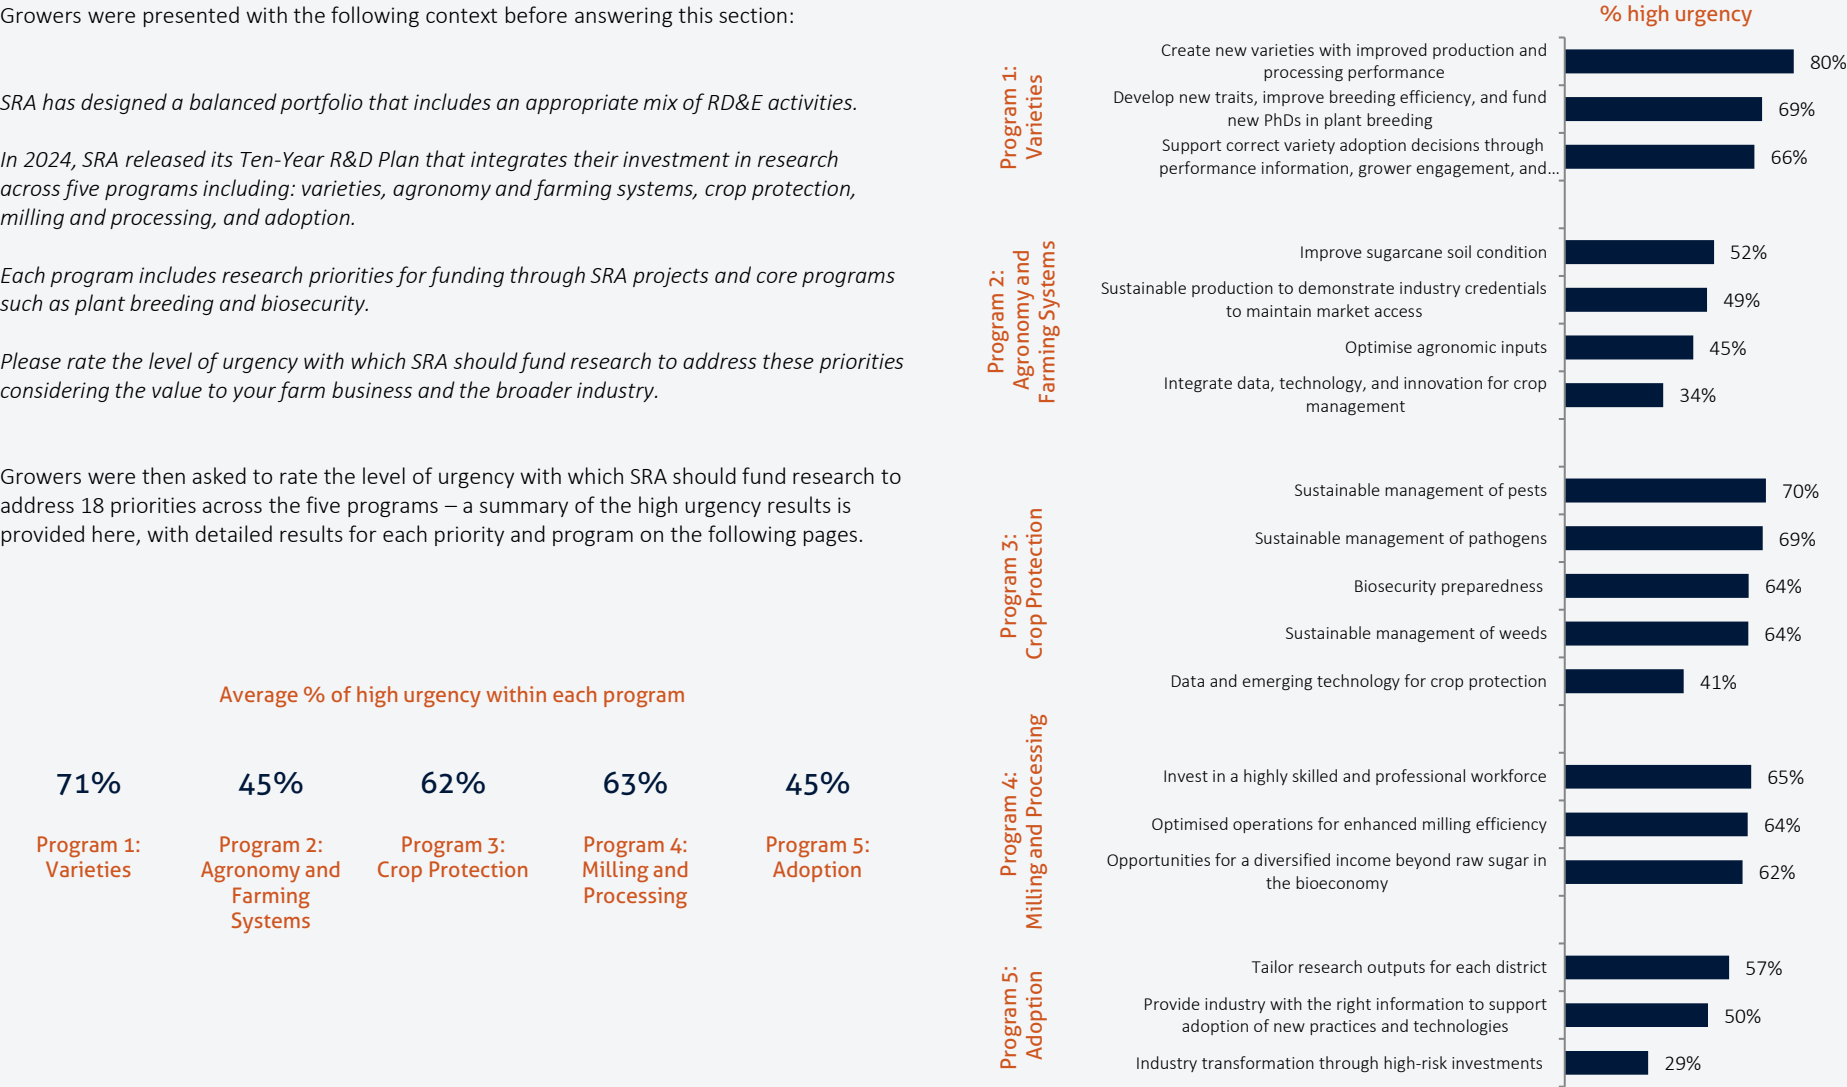 Growers were presented with the following context before answering this section:
SRA has designed a balanced portfolio that includes an appropriate mix of RD&E activities.
In 2024, SRA released its Ten-Year R&D Plan that integrates their investment in research
across five programs including: varieties, agronomy and farming systems, crop protection,
milling and processing, and adoption.
Each program includes research priorities for funding through SRA projects and core programs
such as plant breeding and biosecurity.
Please rate the level of urgency with which SRA should fund research to address these priorities
considering the value to your farm business and the broader industry.
Growers were then asked to rate the level of urgency with which SRA should fund research to
address 18 priorities across the five programs – a summary of the high urgency results is
provided here, with detailed results for each priority and program on the following pages.
Average % of high urgency within each program
71%
45%
62%
63%
45%
Program 1:
Varieties
Program 2:
Agronomy and
Farming
Systems
Program 3:
Crop Protection
Program 4:
Milling and
Processing
Program 5:
Adoption
% high urgency
Program 1:
Varieties
Create new varieties with improved production and
processing performance
80%
Develop new traits, improve breeding efficiency, and fund
new PhDs in plant breeding
69%
Support correct variety adoption decisions through
performance information, grower engagement, and...
66%
Program 2:
Agronomy and
Farming Systems
Improve sugarcane soil condition
52%
Sustainable production to demonstrate industry credentials
to maintain market access
49%
Optimise agronomic inputs
45%
Integrate data, technology, and innovation for crop
management
34%
Program 3:
Crop Protection
Sustainable management of pests
70%
Sustainable management of pathogens
69%
Biosecurity preparedness
64%
Sustainable management of weeds
64%
Data and emerging technology for crop protection
41%
Program 4:
Milling and Processing
Invest in a highly skilled and professional workforce
65%
Optimised operations for enhanced milling efficiency
64%
Opportunities for a diversified income beyond raw sugar in
the bioeconomy
62%
Program 5:
Adoption
Tailor research outputs for each district
57%
Provide industry with the right information to support
adoption of new practices and technologies
50%
Industry transformation through high-risk investments
29%